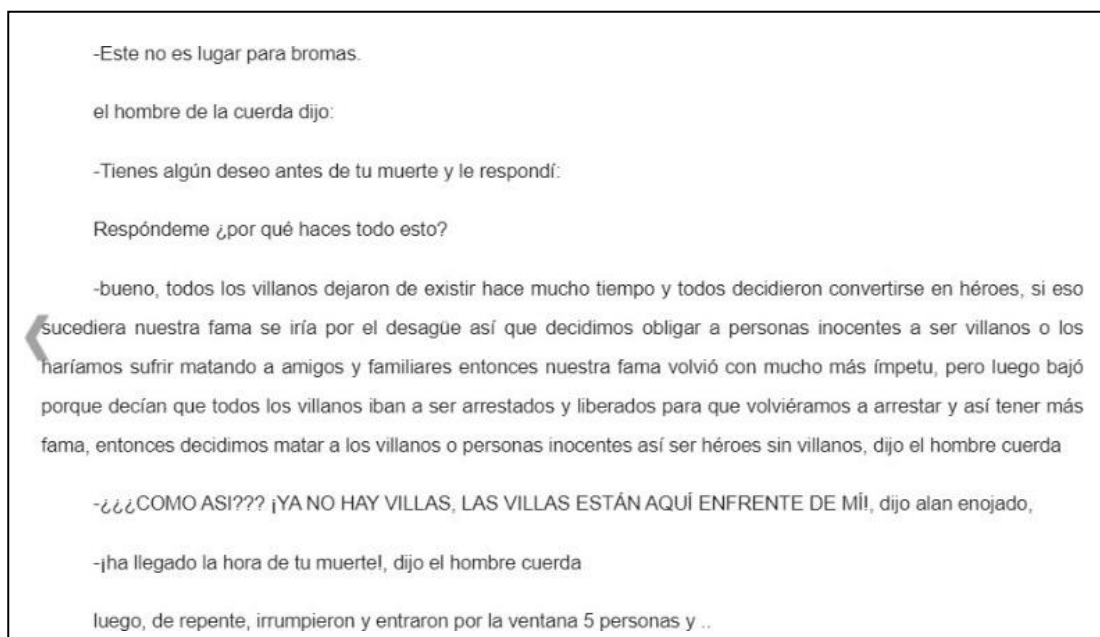 -Este no es lugar para bromas.
el hombre de la cuerda dijo:
-Tienes algún deseo antes de tu muerte y le respondí:
Respóndeme ¿por qué haces todo esto?
-bueno, todos los villanos dejaron de existir hace mucho tiempo y todos decidieron convertirse en héroes, si eso
sucediera nuestra fama se iría por el desagüe así que decidimos obligar a personas inocentes a ser villanos o los
haríamos sufrir matando a amigos y familiares entonces nuestra fama volvió con mucho más ímpetu, pero luego bajó
porque decían que todos los villanos iban a ser arrestados y liberados para que volviéramos a arrestar y así tener más
fama, entonces decidimos matar a los villanos o personas inocentes así ser héroes sin villanos, dijo el hombre cuerda
-¿¿¿COMO ASI??? ¡YA NO HAY VILLAS, LAS VILLAS ESTÁN AQUÍ ENFRENTE DE MÍ!, dijo alan enojado,
-¡ha llegado la hora de tu muerte!, dijo el hombre cuerda
luego, de repente, irrumpieron y entraron por la ventana 5 personas y ..